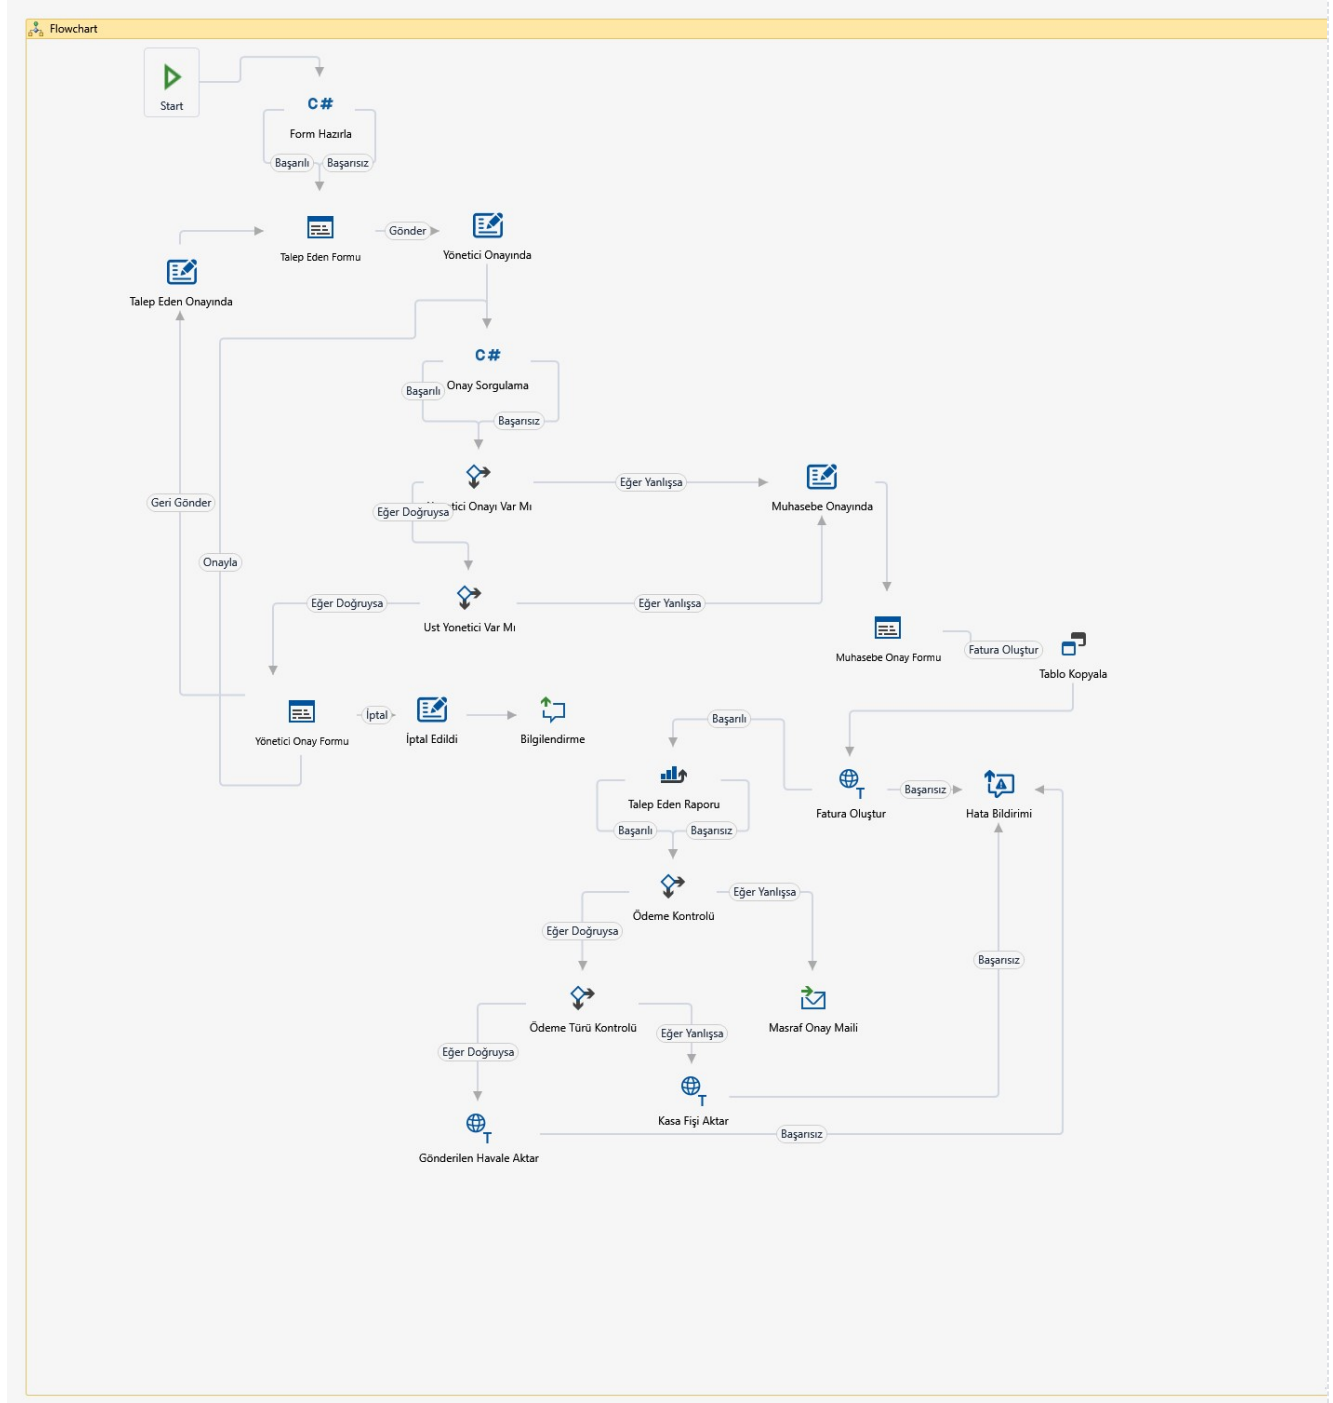 Flowchart
Start
C#
Form Hazırla
Başarılı
Başarısız
Talep Eden Formu
Gönder
Yönetici Onayında
Talep Eden Onayında
C#
Onay Sorgulama
Başarılı
Başarısız
Eğer Yanlışsa
Muhasebe Onayında
Geri Gönder
Eğer Doğruysa
tici Onayı Var Mı
Onayla
Eğer Doğruysa
Eğer Yanlışsa
Ust Yonetici Var Mı
Muhasebe Onay Formu
Fatura Oluştur
Tablo Kopyala
Yönetici Onay Formu
İptal
İptal Edildi
Bilgilendirme
Başarılı
Talep Eden Raporu
Fatura Oluştur
Başarısız
Hata Bildirimi
Başarılı
Başarısız
Ödeme Kontrolü
Eğer Yanlışsa
Eğer Doğruysa
Başarısız
Ödeme Türü Kontrolü
Eğer Yanlışsa
Masraf Onay Maili
Eğer Doğruysa
Kasa Fişi Aktar
Başarısız
Gönderilen Havale Aktar